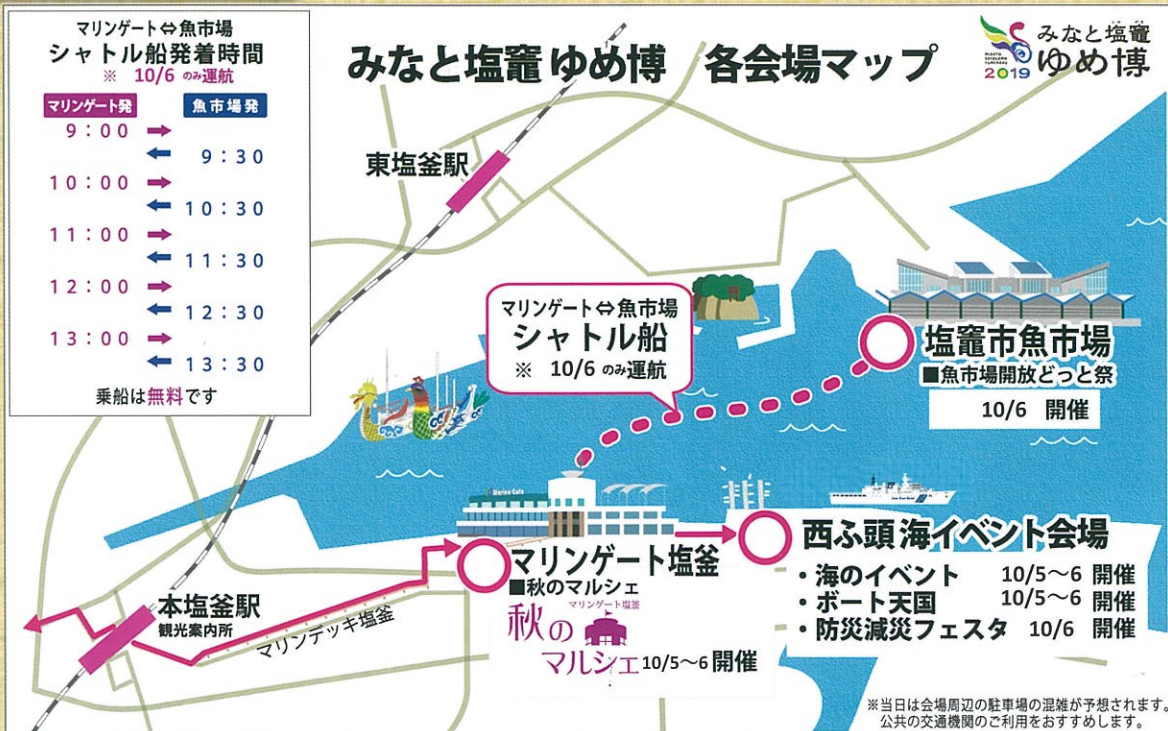 マリンゲート⇔魚市場
シャトル船発着時間
※ 10/6 のみ運航
マリンゲート発 魚市場発
9：00 ➡
⬅ 9：30
10：00 ➡
⬅ 10：30
11：00 ➡
⬅ 11：30
12：00 ➡
⬅ 12：30
13：00 ➡
⬅ 13：30
乗船は無料です
みなと塩竈 ゆめ博 各会場マップ
2019
みなと塩竈
ゆめ博
東塩釜駅
マリンゲート⇔魚市場
シャトル船
※ 10/6 のみ運航
塩竈市魚市場
■魚市場開放どっと祭
10/6 開催
Marine Gate
マリンゲート塩釜
■秋のマルシェ
マリンゲート塩釜
秋の
マルシェ 10/5～6 開催
西ふ頭 海イベント会場
・海のイベント 10/5～6 開催
・ボート天国 10/5～6 開催
・防災減災フェスタ 10/6 開催
本塩釜駅
観光案内所
マリンデッキ塩釜
※当日は会場周辺の駐車場の混雑が予想されます。
公共の交通機関のご利用をおすすめします。